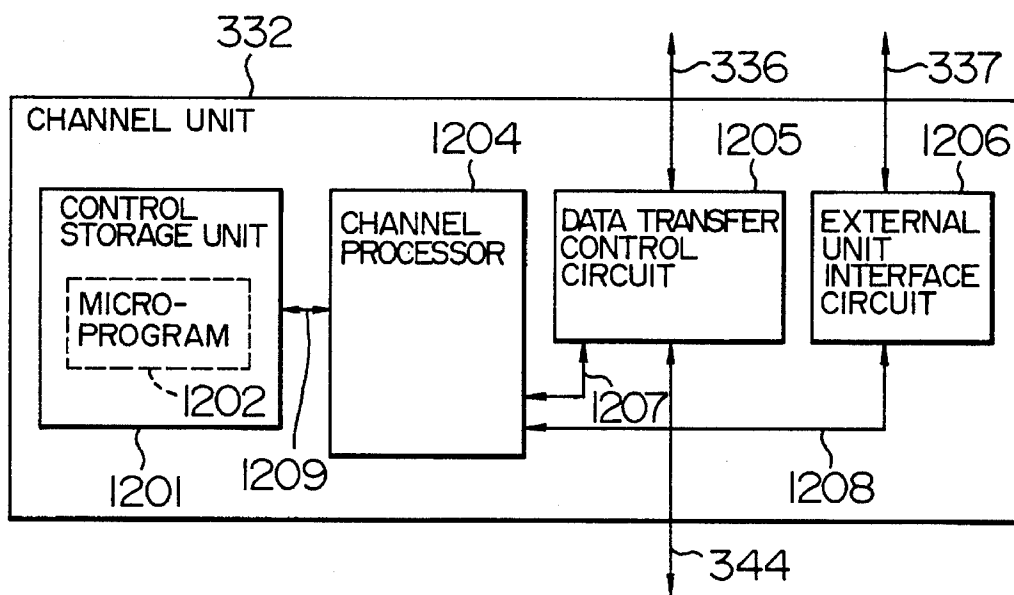 332
336
337
CHANNEL UNIT
1204
1205
1206
CONTROL
STORAGE UNIT
MICRO-
PROGRAM
1202
1201
1209
CHANNEL
PROCESSOR
DATA TRANSFER
CONTROL
CIRCUIT
EXTERNAL
UNIT
INTERFACE
CIRCUIT
1207
1208
344